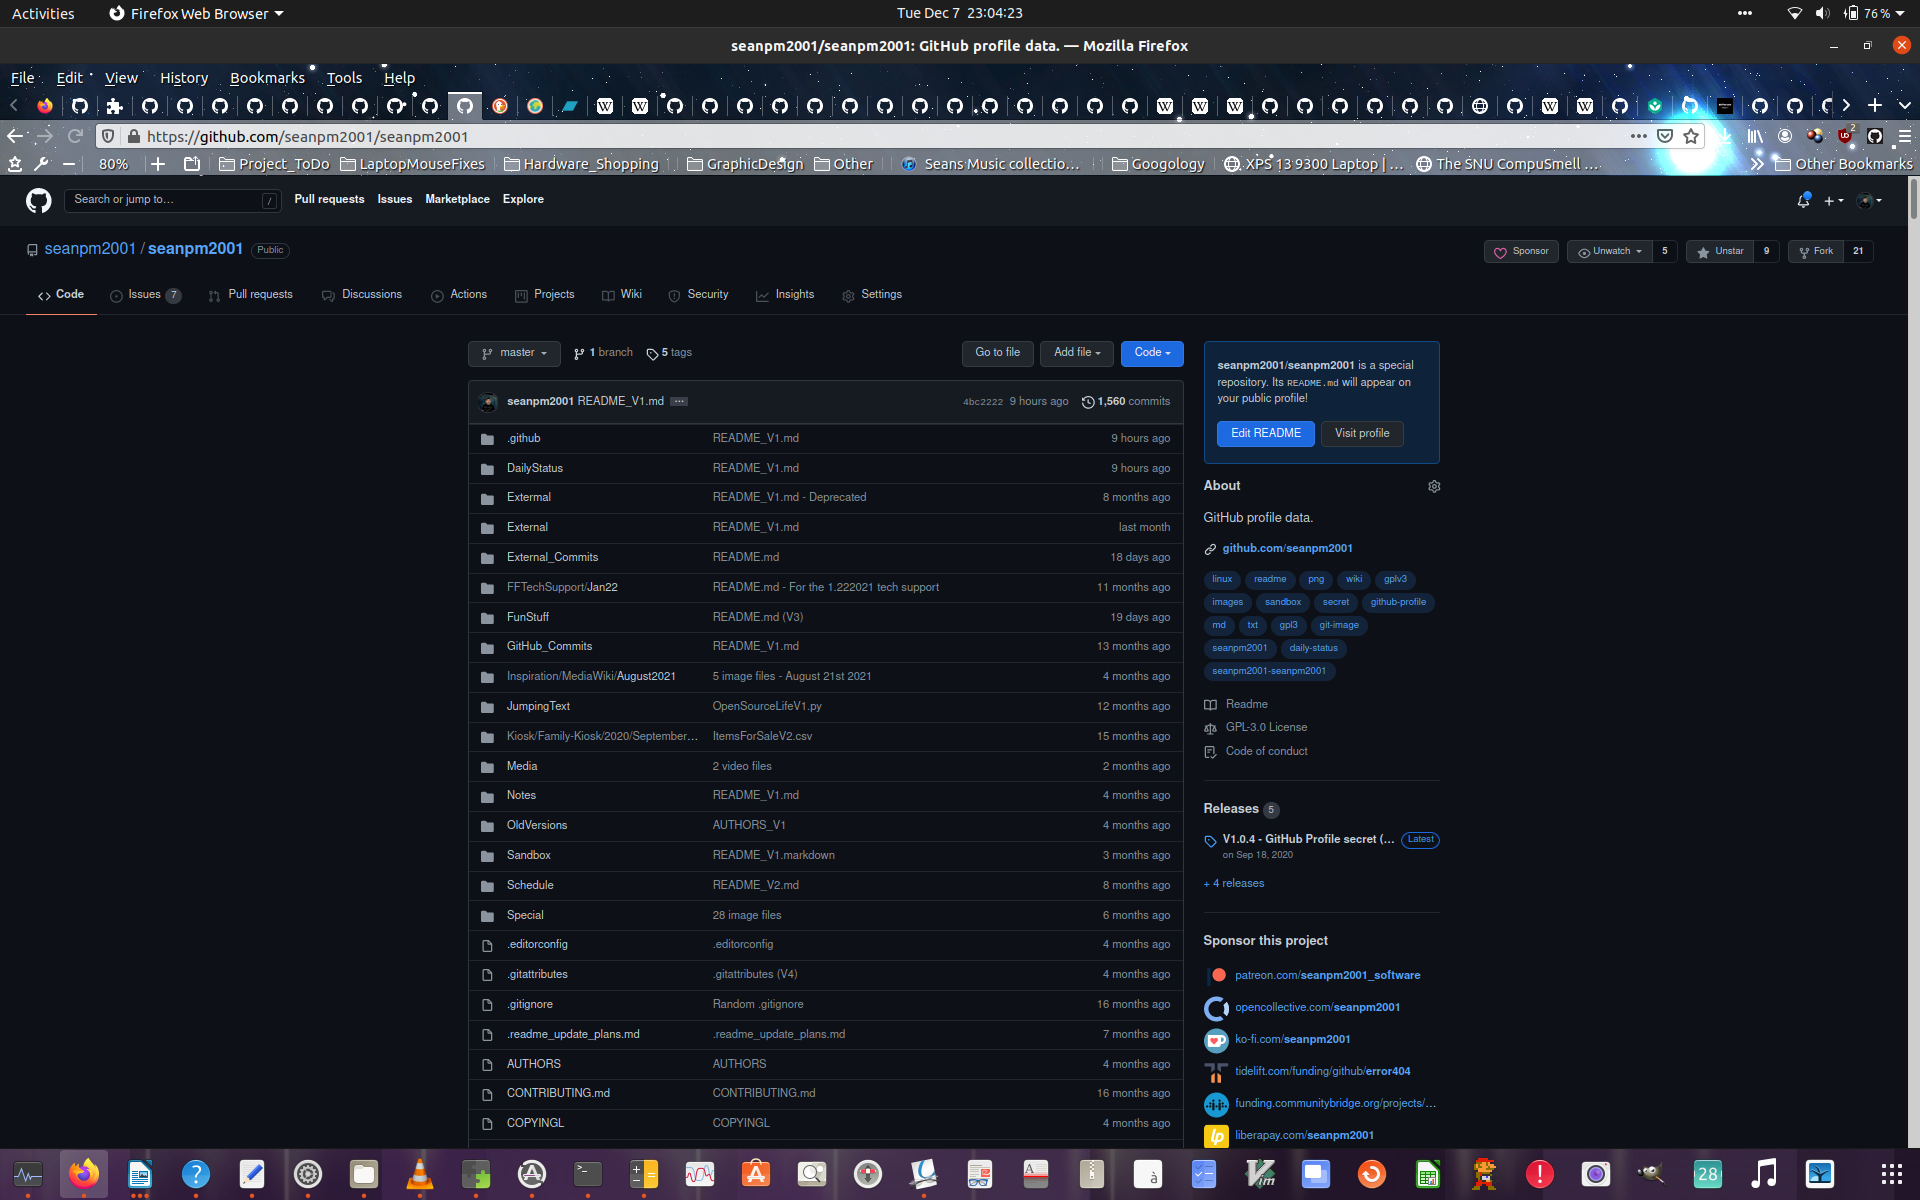 Activities
Firefox Web Browser
Tue Dec 7 23:04:23
76 %
seanpm2001/seanpm2001: GitHub profile data. — Mozilla Firefox
File Edit View History Bookmarks Tools Help
https://github.com/seanpm2001/seanpm2001
2
80%
Project_ToDo
LaptopMouseFixes
Hardware_Shopping
GraphicDesign
Other
Seans Music collectio…
Googology
XPS 13 9300 Laptop | …
The SNU CompuSmell …
Other Bookmarks
Search or jump to…
/
Pull requests Issues Marketplace Explore
seanpm2001 / seanpm2001 Public
Sponsor
Unwatch 5
Unstar 9
Fork 21
Code
Issues 7
Pull requests
Discussions
Actions
Projects
Wiki
Security
Insights
Settings
master
1 branch
5 tags
Go to file
Add file
Code
seanpm2001 README_V1.md
4bc2222 9 hours ago
1,560 commits
.github README_V1.md 9 hours ago
DailyStatus README_V1.md 9 hours ago
Extermal README_V1.md - Deprecated 8 months ago
External README_V1.md last month
External_Commits README.md 18 days ago
FFTechSupport/Jan22 README.md - For the 1.222021 tech support 11 months ago
FunStuff README.md (V3) 19 days ago
GitHub_Commits README_V1.md 13 months ago
Inspiration/MediaWiki/August2021 5 image files - August 21st 2021 4 months ago
JumpingText OpenSourceLifeV1.py 12 months ago
Kiosk/Family-Kiosk/2020/September… ItemsForSaleV2.csv 15 months ago
Media 2 video files 2 months ago
Notes README_V1.md 4 months ago
OldVersions AUTHORS_V1 4 months ago
Sandbox README_V1.markdown 3 months ago
Schedule README_V2.md 8 months ago
Special 28 image files 6 months ago
.editorconfig .editorconfig 4 months ago
.gitattributes .gitattributes (V4) 4 months ago
.gitignore Random .gitignore 16 months ago
.readme_update_plans.md .readme_update_plans.md 7 months ago
AUTHORS AUTHORS 4 months ago
CONTRIBUTING.md CONTRIBUTING.md 16 months ago
COPYINGL COPYINGL 4 months ago
seanpm2001/seanpm2001 is a special
repository. Its README.md will appear on
your public profile!
Edit README
Visit profile
About
GitHub profile data.
github.com/seanpm2001
linux readme png wiki gplv3
images sandbox secret github-profile
md txt gpl3 git-image
seanpm2001 daily-status
seanpm2001-seanpm2001
Readme
GPL-3.0 License
Code of conduct
Releases 5
V1.0.4 - GitHub Profile secret (… Latest
on Sep 18, 2020
+ 4 releases
Sponsor this project
patreon.com/seanpm2001_software
opencollective.com/seanpm2001
ko-fi.com/seanpm2001
tidelift.com/funding/github/error404
funding.communitybridge.org/projects/…
liberapay.com/seanpm2001
28